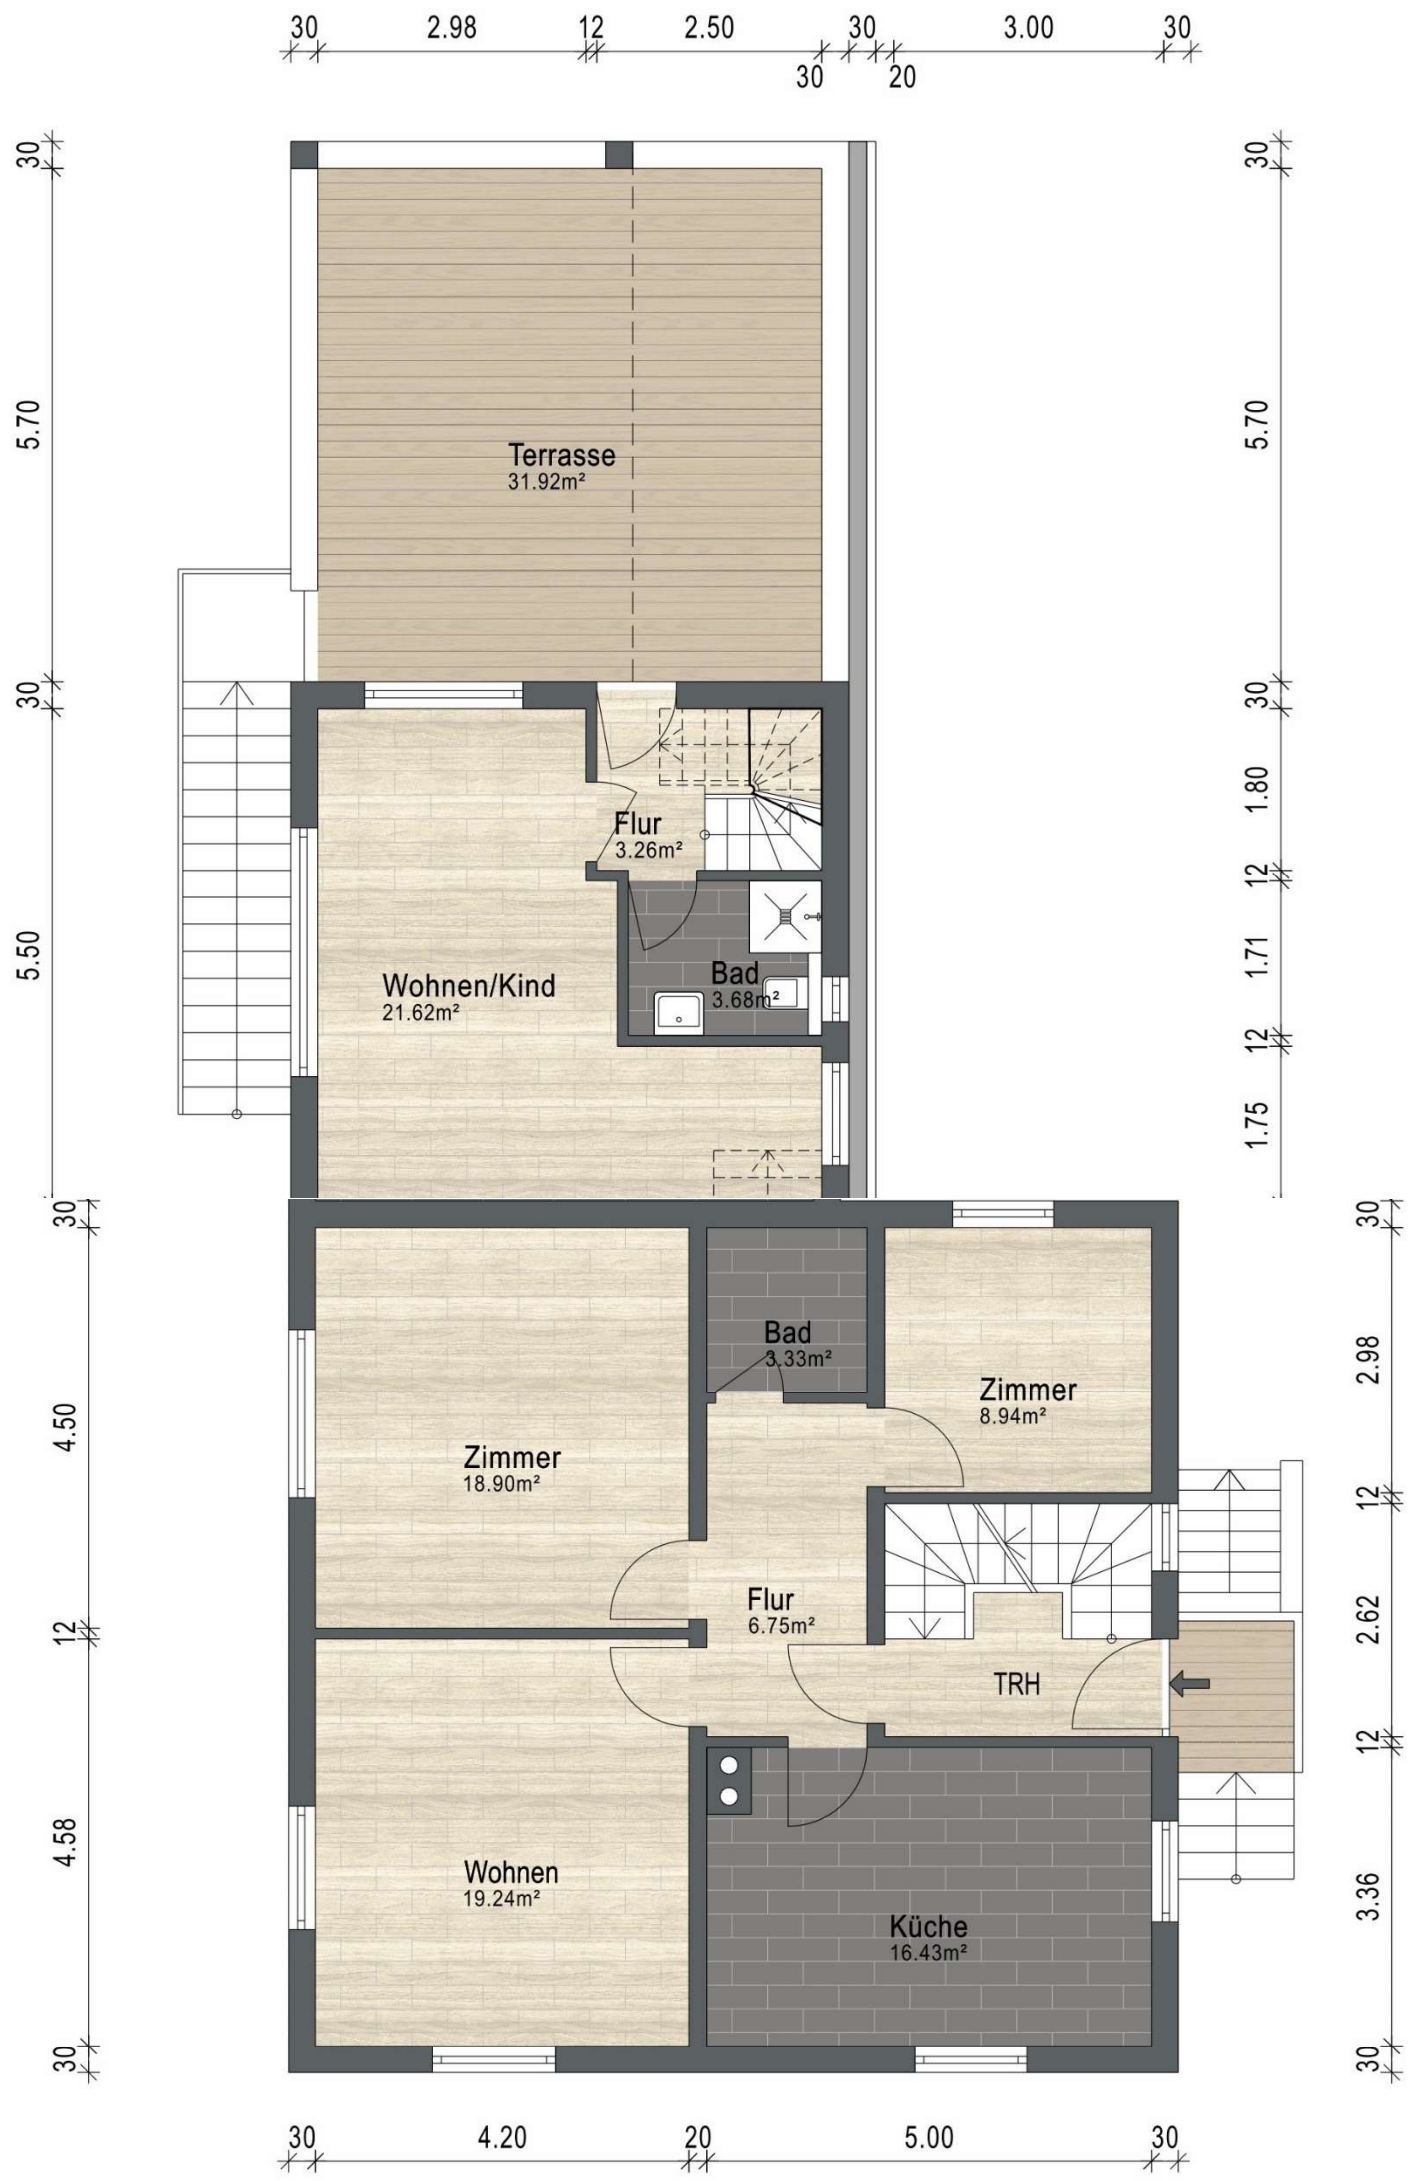 30 2.98 12 2.50 30 3.00 30
30 20
30 30
5.70 5.70
Terrasse
31.92m²
30 30
1.80
Flur
3.26m²
12
5.50 1.71
Wohnen/Kind Bad
21.62m² 3.68m²
12
1.75
30 30
Bad
3.33m²
2.98
Zimmer
8.94m²
4.50
Zimmer
18.90m²
12
Flur
6.75m²
12 2.62
TRH
12
4.58
Wohnen
19.24m²
3.36
Küche
16.43m²
30 30
30 4.20 20 5.00 30